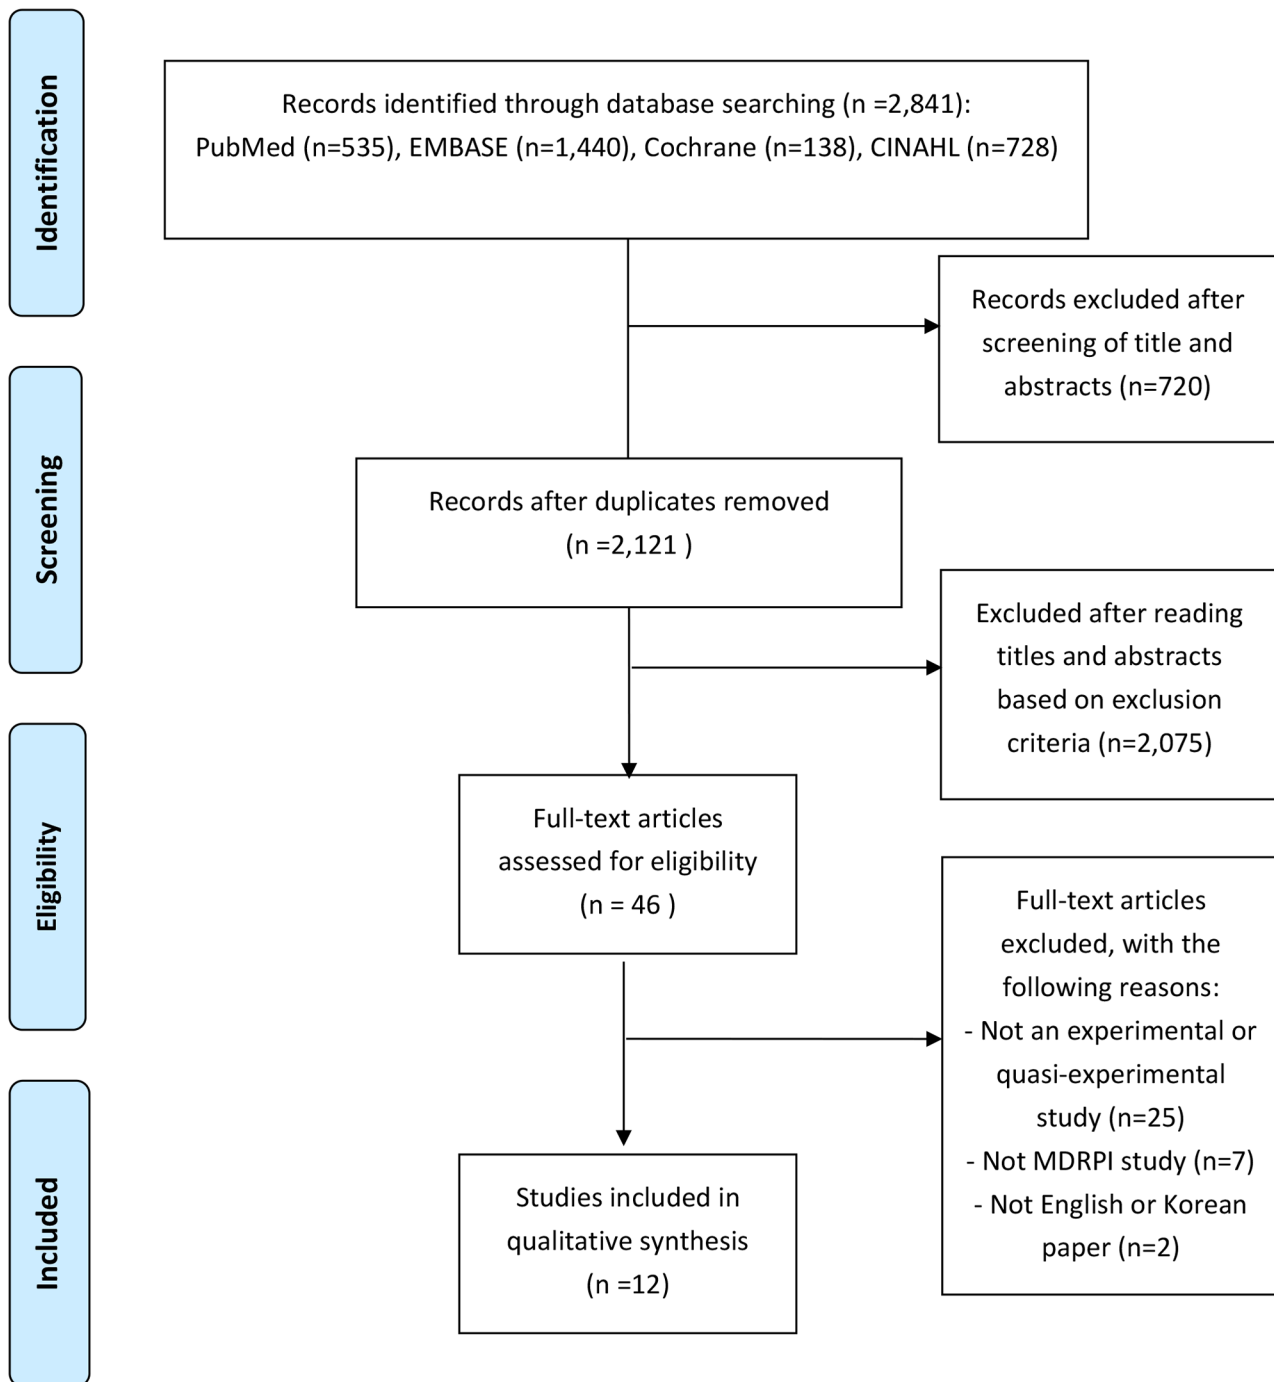 Identification
Records identified through database searching (n =2,841):
PubMed (n=535), EMBASE (n=1,440), Cochrane (n=138), CINAHL (n=728)
Records excluded after
screening of title and
abstracts (n=720)
Screening
Records after duplicates removed
(n =2,121 )
Excluded after reading
titles and abstracts
based on exclusion
criteria (n=2,075)
Eligibility
Full-text articles
assessed for eligibility
(n = 46 )
Full-text articles
excluded, with the
following reasons:
- Not an experimental or
quasi-experimental
study (n=25)
- Not MDRPI study (n=7)
- Not English or Korean
paper (n=2)
Included
Studies included in
qualitative synthesis
(n =12)